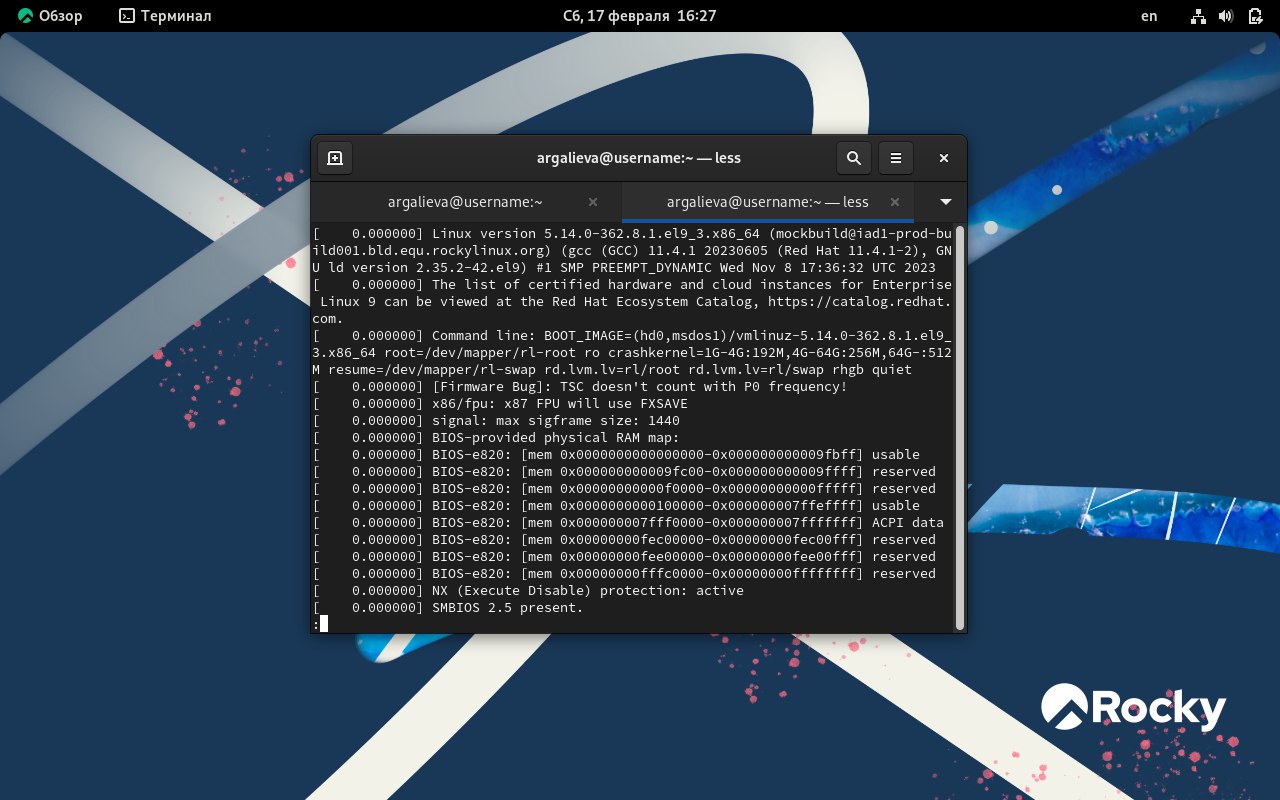 Обзор Терминал Сб, 17 февраля 16:27 en
argalieva@username:~ — less
argalieva@username:~ argalieva@username:~ — less
[    0.000000] Linux version 5.14.0-362.8.1.el9_3.x86_64 (mockbuild@iad1-prod-bu
ild001.bld.equ.rockylinux.org) (gcc (GCC) 11.4.1 20230605 (Red Hat 11.4.1-2), GN
U ld version 2.35.2-42.el9) #1 SMP PREEMPT_DYNAMIC Wed Nov 8 17:36:32 UTC 2023
[    0.000000] The list of certified hardware and cloud instances for Enterprise
 Linux 9 can be viewed at the Red Hat Ecosystem Catalog, https://catalog.redhat.
com.
[    0.000000] Command line: BOOT_IMAGE=(hd0,msdos1)/vmlinuz-5.14.0-362.8.1.el9_
3.x86_64 root=/dev/mapper/rl-root ro crashkernel=1G-4G:192M,4G-64G:256M,64G-:512
M resume=/dev/mapper/rl-swap rd.lvm.lv=rl/root rd.lvm.lv=rl/swap rhgb quiet
[    0.000000] [Firmware Bug]: TSC doesn't count with P0 frequency!
[    0.000000] x86/fpu: x87 FPU will use FXSAVE
[    0.000000] signal: max sigframe size: 1440
[    0.000000] BIOS-provided physical RAM map:
[    0.000000] BIOS-e820: [mem 0x0000000000000000-0x000000000009fbff] usable
[    0.000000] BIOS-e820: [mem 0x000000000009fc00-0x000000000009ffff] reserved
[    0.000000] BIOS-e820: [mem 0x00000000000f0000-0x00000000000fffff] reserved
[    0.000000] BIOS-e820: [mem 0x0000000000100000-0x000000007ffeffff] usable
[    0.000000] BIOS-e820: [mem 0x000000007fff0000-0x000000007fffffff] ACPI data
[    0.000000] BIOS-e820: [mem 0x00000000fec00000-0x00000000fec00fff] reserved
[    0.000000] BIOS-e820: [mem 0x00000000fee00000-0x00000000fee00fff] reserved
[    0.000000] BIOS-e820: [mem 0x00000000fffc0000-0x00000000ffffffff] reserved
[    0.000000] NX (Execute Disable) protection: active
[    0.000000] SMBIOS 2.5 present.
:
Rocky